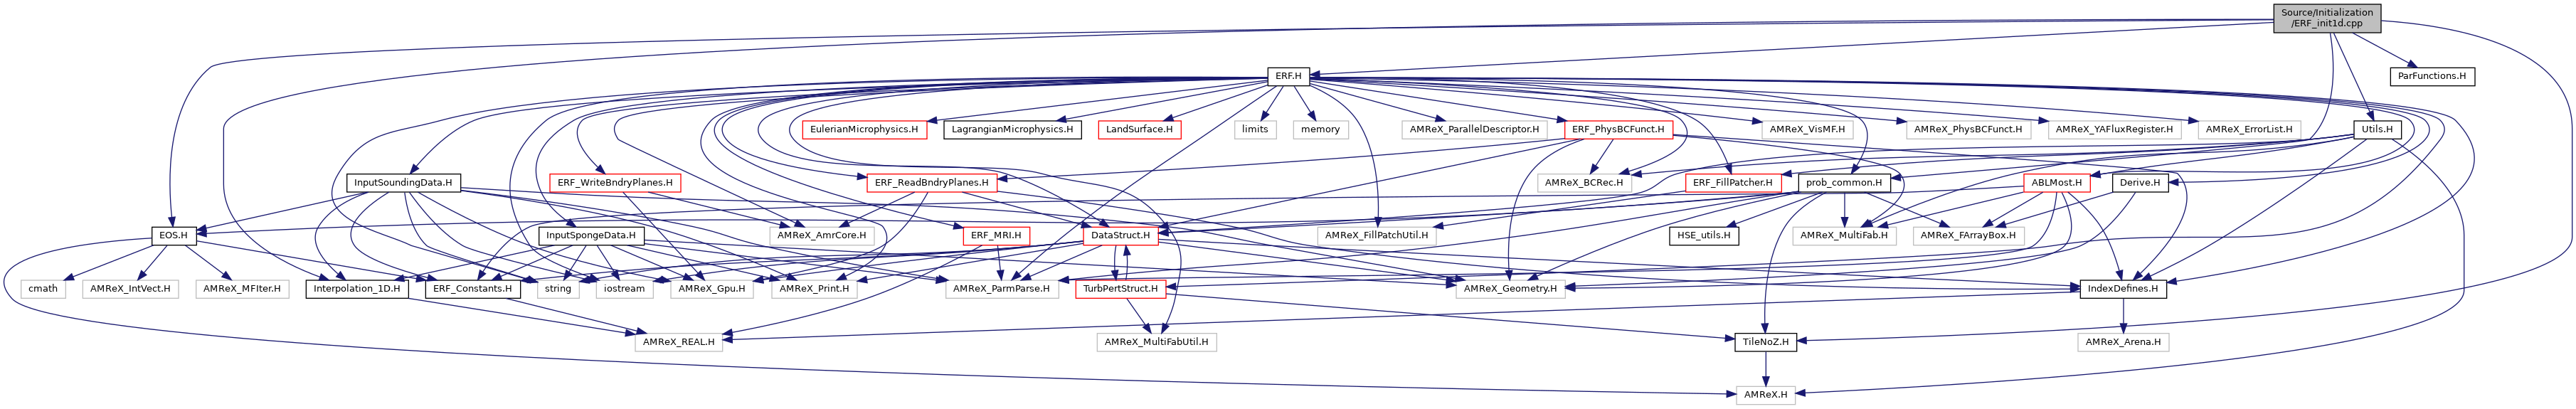 Source/Initialization
/ERF_init1d.cpp
ERF.H
ParFunctions.H
EulerianMicrophysics.H
LagrangianMicrophysics.H
LandSurface.H
limits
memory
AMReX_ParallelDescriptor.H
ERF_PhysBCFunct.H
AMReX_VisMF.H
AMReX_PhysBCFunct.H
AMReX_YAFluxRegister.H
AMReX_ErrorList.H
Utils.H
InputSoundingData.H
ERF_WriteBndryPlanes.H
ERF_ReadBndryPlanes.H
AMReX_BCRec.H
ERF_FillPatcher.H
prob_common.H
ABLMost.H
Derive.H
EOS.H
InputSpongeData.H
AMReX_AmrCore.H
ERF_MRI.H
DataStruct.H
AMReX_FillPatchUtil.H
HSE_utils.H
AMReX_MultiFab.H
AMReX_FArrayBox.H
cmath
AMReX_IntVect.H
AMReX_MFIter.H
Interpolation_1D.H
ERF_Constants.H
string
iostream
AMReX_Gpu.H
AMReX_Print.H
AMReX_ParmParse.H
TurbPertStruct.H
AMReX_Geometry.H
IndexDefines.H
AMReX_REAL.H
AMReX_MultiFabUtil.H
TileNoZ.H
AMReX_Arena.H
AMReX.H